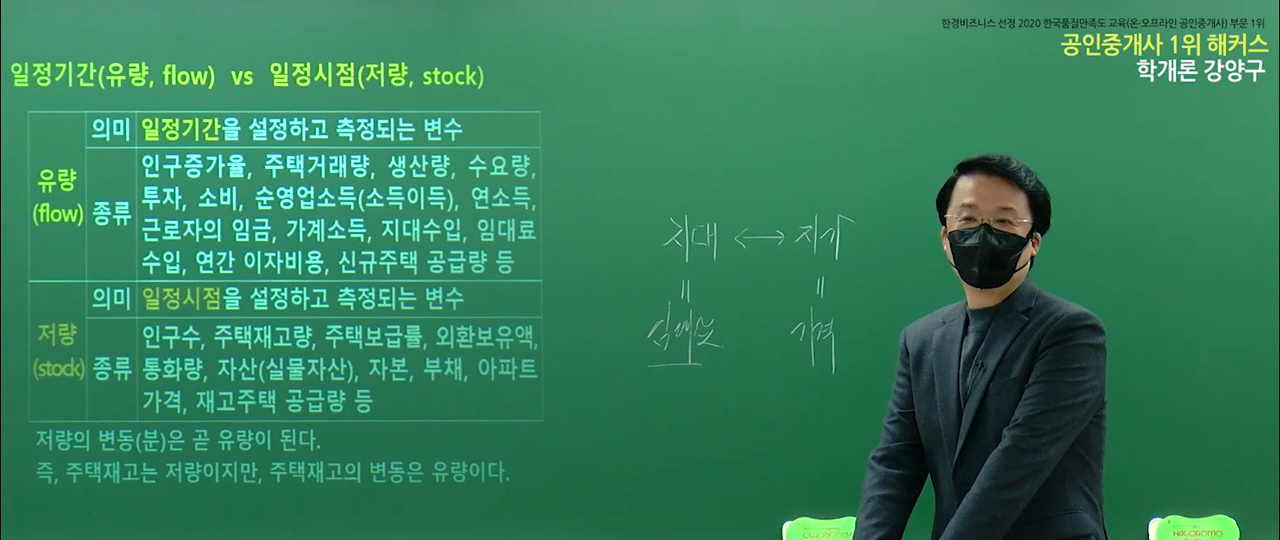 한경비즈니스 선정 2020 한국품질만족도 교육(온·오프라인 공인중개사) 부문 1위
공인중개사 1위 해커스
학개론 강양구
일정기간(유량, flow) vs 일정시점(저량, stock)
유량
(flow)
의미
일정기간을 설정하고 측정되는 변수
종류
인구증가율, 주택거래량, 생산량, 수요량,
투자, 소비, 순영업소득(소득이득), 연소득,
근로자의 임금, 가계소득, 지대수입, 임대료
수입, 연간 이자비용, 신규주택 공급량 등
저량
(stock)
의미
일정시점을 설정하고 측정되는 변수
종류
인구수, 주택재고량, 주택보급률, 외환보유액,
통화량, 자산(실물자산), 자본, 부채, 아파트
가격, 재고주택 공급량 등
저량의 변동(분)은 곧 유량이 된다.
즉, 주택재고는 저량이지만, 주택재고의 변동은 유량이다.
지대 ↔ 지가
= =
임대료 가격
HAGOROMO
HAGOROMO